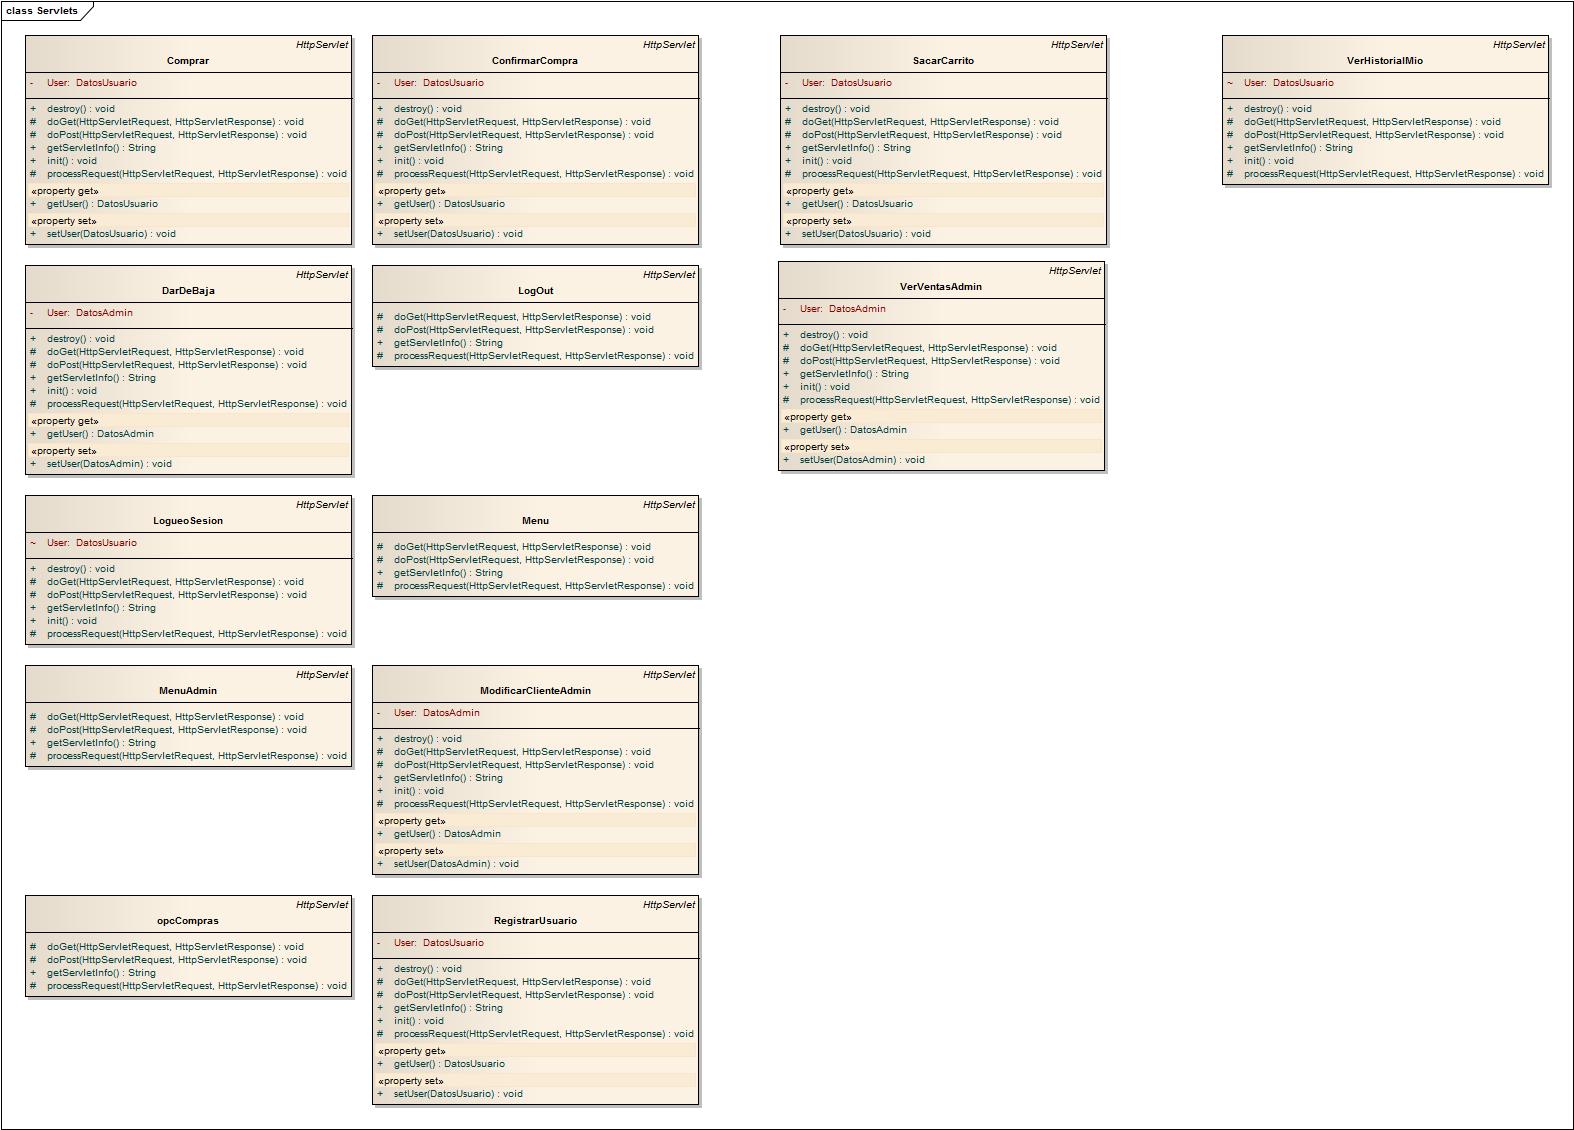 class Servlets
HttpServlet
Comprar
- User: DatosUsuario
+ destroy() : void
# doGet(HttpServletRequest, HttpServletResponse) : void
# doPost(HttpServletRequest, HttpServletResponse) : void
+ getServletInfo() : String
+ init() : void
# processRequest(HttpServletRequest, HttpServletResponse) : void
«property get»
+ getUser() : DatosUsuario
«property set»
+ setUser(DatosUsuario) : void
HttpServlet
ConfirmarCompra
- User: DatosUsuario
+ destroy() : void
# doGet(HttpServletRequest, HttpServletResponse) : void
# doPost(HttpServletRequest, HttpServletResponse) : void
+ getServletInfo() : String
+ init() : void
# processRequest(HttpServletRequest, HttpServletResponse) : void
«property get»
+ getUser() : DatosUsuario
«property set»
+ setUser(DatosUsuario) : void
HttpServlet
SacarCarrito
- User: DatosUsuario
+ destroy() : void
# doGet(HttpServletRequest, HttpServletResponse) : void
# doPost(HttpServletRequest, HttpServletResponse) : void
+ getServletInfo() : String
+ init() : void
# processRequest(HttpServletRequest, HttpServletResponse) : void
«property get»
+ getUser() : DatosUsuario
«property set»
+ setUser(DatosUsuario) : void
HttpServlet
VerHistorialMio
~ User: DatosUsuario
+ destroy() : void
# doGet(HttpServletRequest, HttpServletResponse) : void
# doPost(HttpServletRequest, HttpServletResponse) : void
+ getServletInfo() : String
+ init() : void
# processRequest(HttpServletRequest, HttpServletResponse) : void
HttpServlet
DarDeBaja
- User: DatosAdmin
+ destroy() : void
# doGet(HttpServletRequest, HttpServletResponse) : void
# doPost(HttpServletRequest, HttpServletResponse) : void
+ getServletInfo() : String
+ init() : void
# processRequest(HttpServletRequest, HttpServletResponse) : void
«property get»
+ getUser() : DatosAdmin
«property set»
+ setUser(DatosAdmin) : void
HttpServlet
LogOut
# doGet(HttpServletRequest, HttpServletResponse) : void
# doPost(HttpServletRequest, HttpServletResponse) : void
+ getServletInfo() : String
# processRequest(HttpServletRequest, HttpServletResponse) : void
HttpServlet
VerVentasAdmin
- User: DatosAdmin
+ destroy() : void
# doGet(HttpServletRequest, HttpServletResponse) : void
# doPost(HttpServletRequest, HttpServletResponse) : void
+ getServletInfo() : String
+ init() : void
# processRequest(HttpServletRequest, HttpServletResponse) : void
«property get»
+ getUser() : DatosAdmin
«property set»
+ setUser(DatosAdmin) : void
HttpServlet
LogueoSesion
~ User: DatosUsuario
+ destroy() : void
# doGet(HttpServletRequest, HttpServletResponse) : void
# doPost(HttpServletRequest, HttpServletResponse) : void
+ getServletInfo() : String
+ init() : void
# processRequest(HttpServletRequest, HttpServletResponse) : void
HttpServlet
Menu
# doGet(HttpServletRequest, HttpServletResponse) : void
# doPost(HttpServletRequest, HttpServletResponse) : void
+ getServletInfo() : String
# processRequest(HttpServletRequest, HttpServletResponse) : void
HttpServlet
MenuAdmin
# doGet(HttpServletRequest, HttpServletResponse) : void
# doPost(HttpServletRequest, HttpServletResponse) : void
+ getServletInfo() : String
# processRequest(HttpServletRequest, HttpServletResponse) : void
HttpServlet
ModificarClienteAdmin
- User: DatosAdmin
+ destroy() : void
# doGet(HttpServletRequest, HttpServletResponse) : void
# doPost(HttpServletRequest, HttpServletResponse) : void
+ getServletInfo() : String
+ init() : void
# processRequest(HttpServletRequest, HttpServletResponse) : void
«property get»
+ getUser() : DatosAdmin
«property set»
+ setUser(DatosAdmin) : void
HttpServlet
opcCompras
# doGet(HttpServletRequest, HttpServletResponse) : void
# doPost(HttpServletRequest, HttpServletResponse) : void
+ getServletInfo() : String
# processRequest(HttpServletRequest, HttpServletResponse) : void
HttpServlet
RegistrarUsuario
- User: DatosUsuario
+ destroy() : void
# doGet(HttpServletRequest, HttpServletResponse) : void
# doPost(HttpServletRequest, HttpServletResponse) : void
+ getServletInfo() : String
+ init() : void
# processRequest(HttpServletRequest, HttpServletResponse) : void
«property get»
+ getUser() : DatosUsuario
«property set»
+ setUser(DatosUsuario) : void